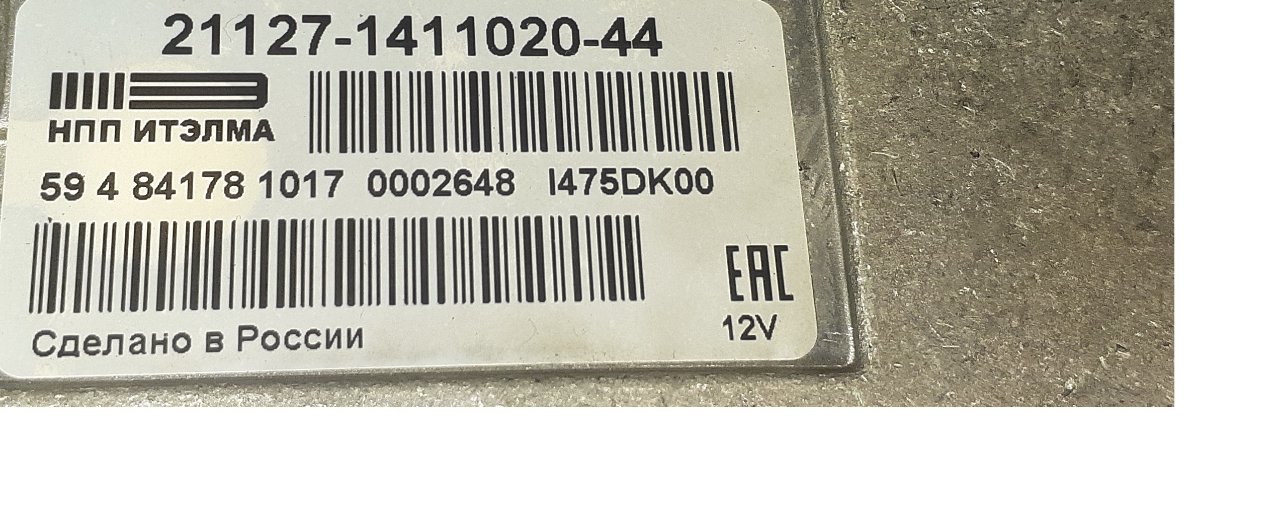 21127-1411020-44
НПП ИТЭЛМА
59 4 84178 1017 0002648 I475DK00
EAC
12V
Сделано в России